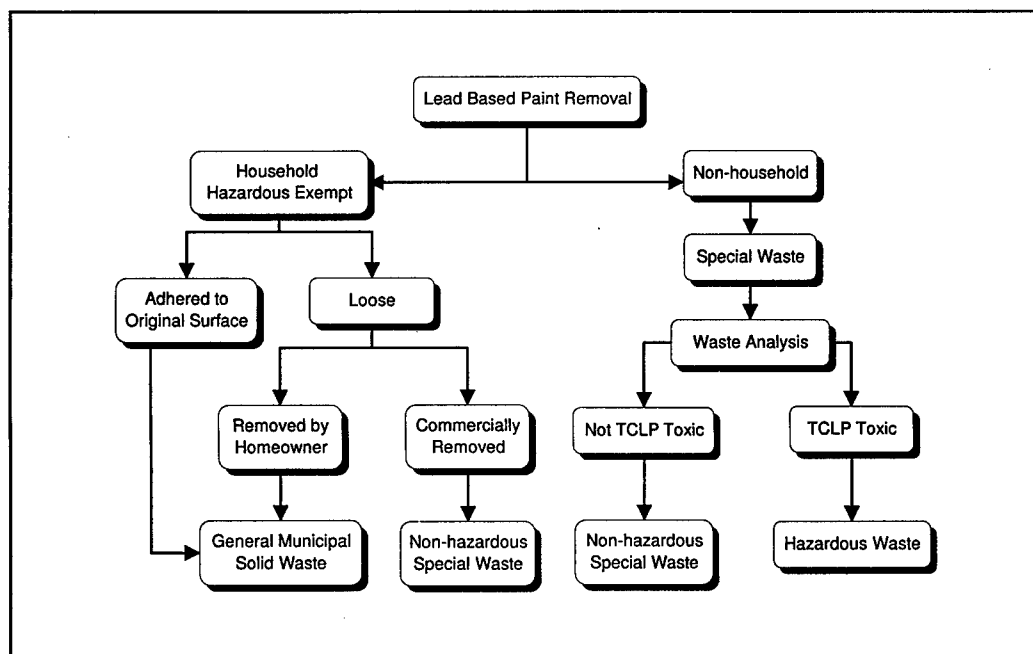 Lead Based Paint Removal
Household
Hazardous Exempt
Non-household
Special Waste
Adhered to
Original Surface
Loose
Waste Analysis
Removed by
Homeowner
Commercially
Removed
Not TCLP Toxic
TCLP Toxic
General Municipal
Solid Waste
Non-hazardous
Special Waste
Non-hazardous
Special Waste
Hazardous Waste